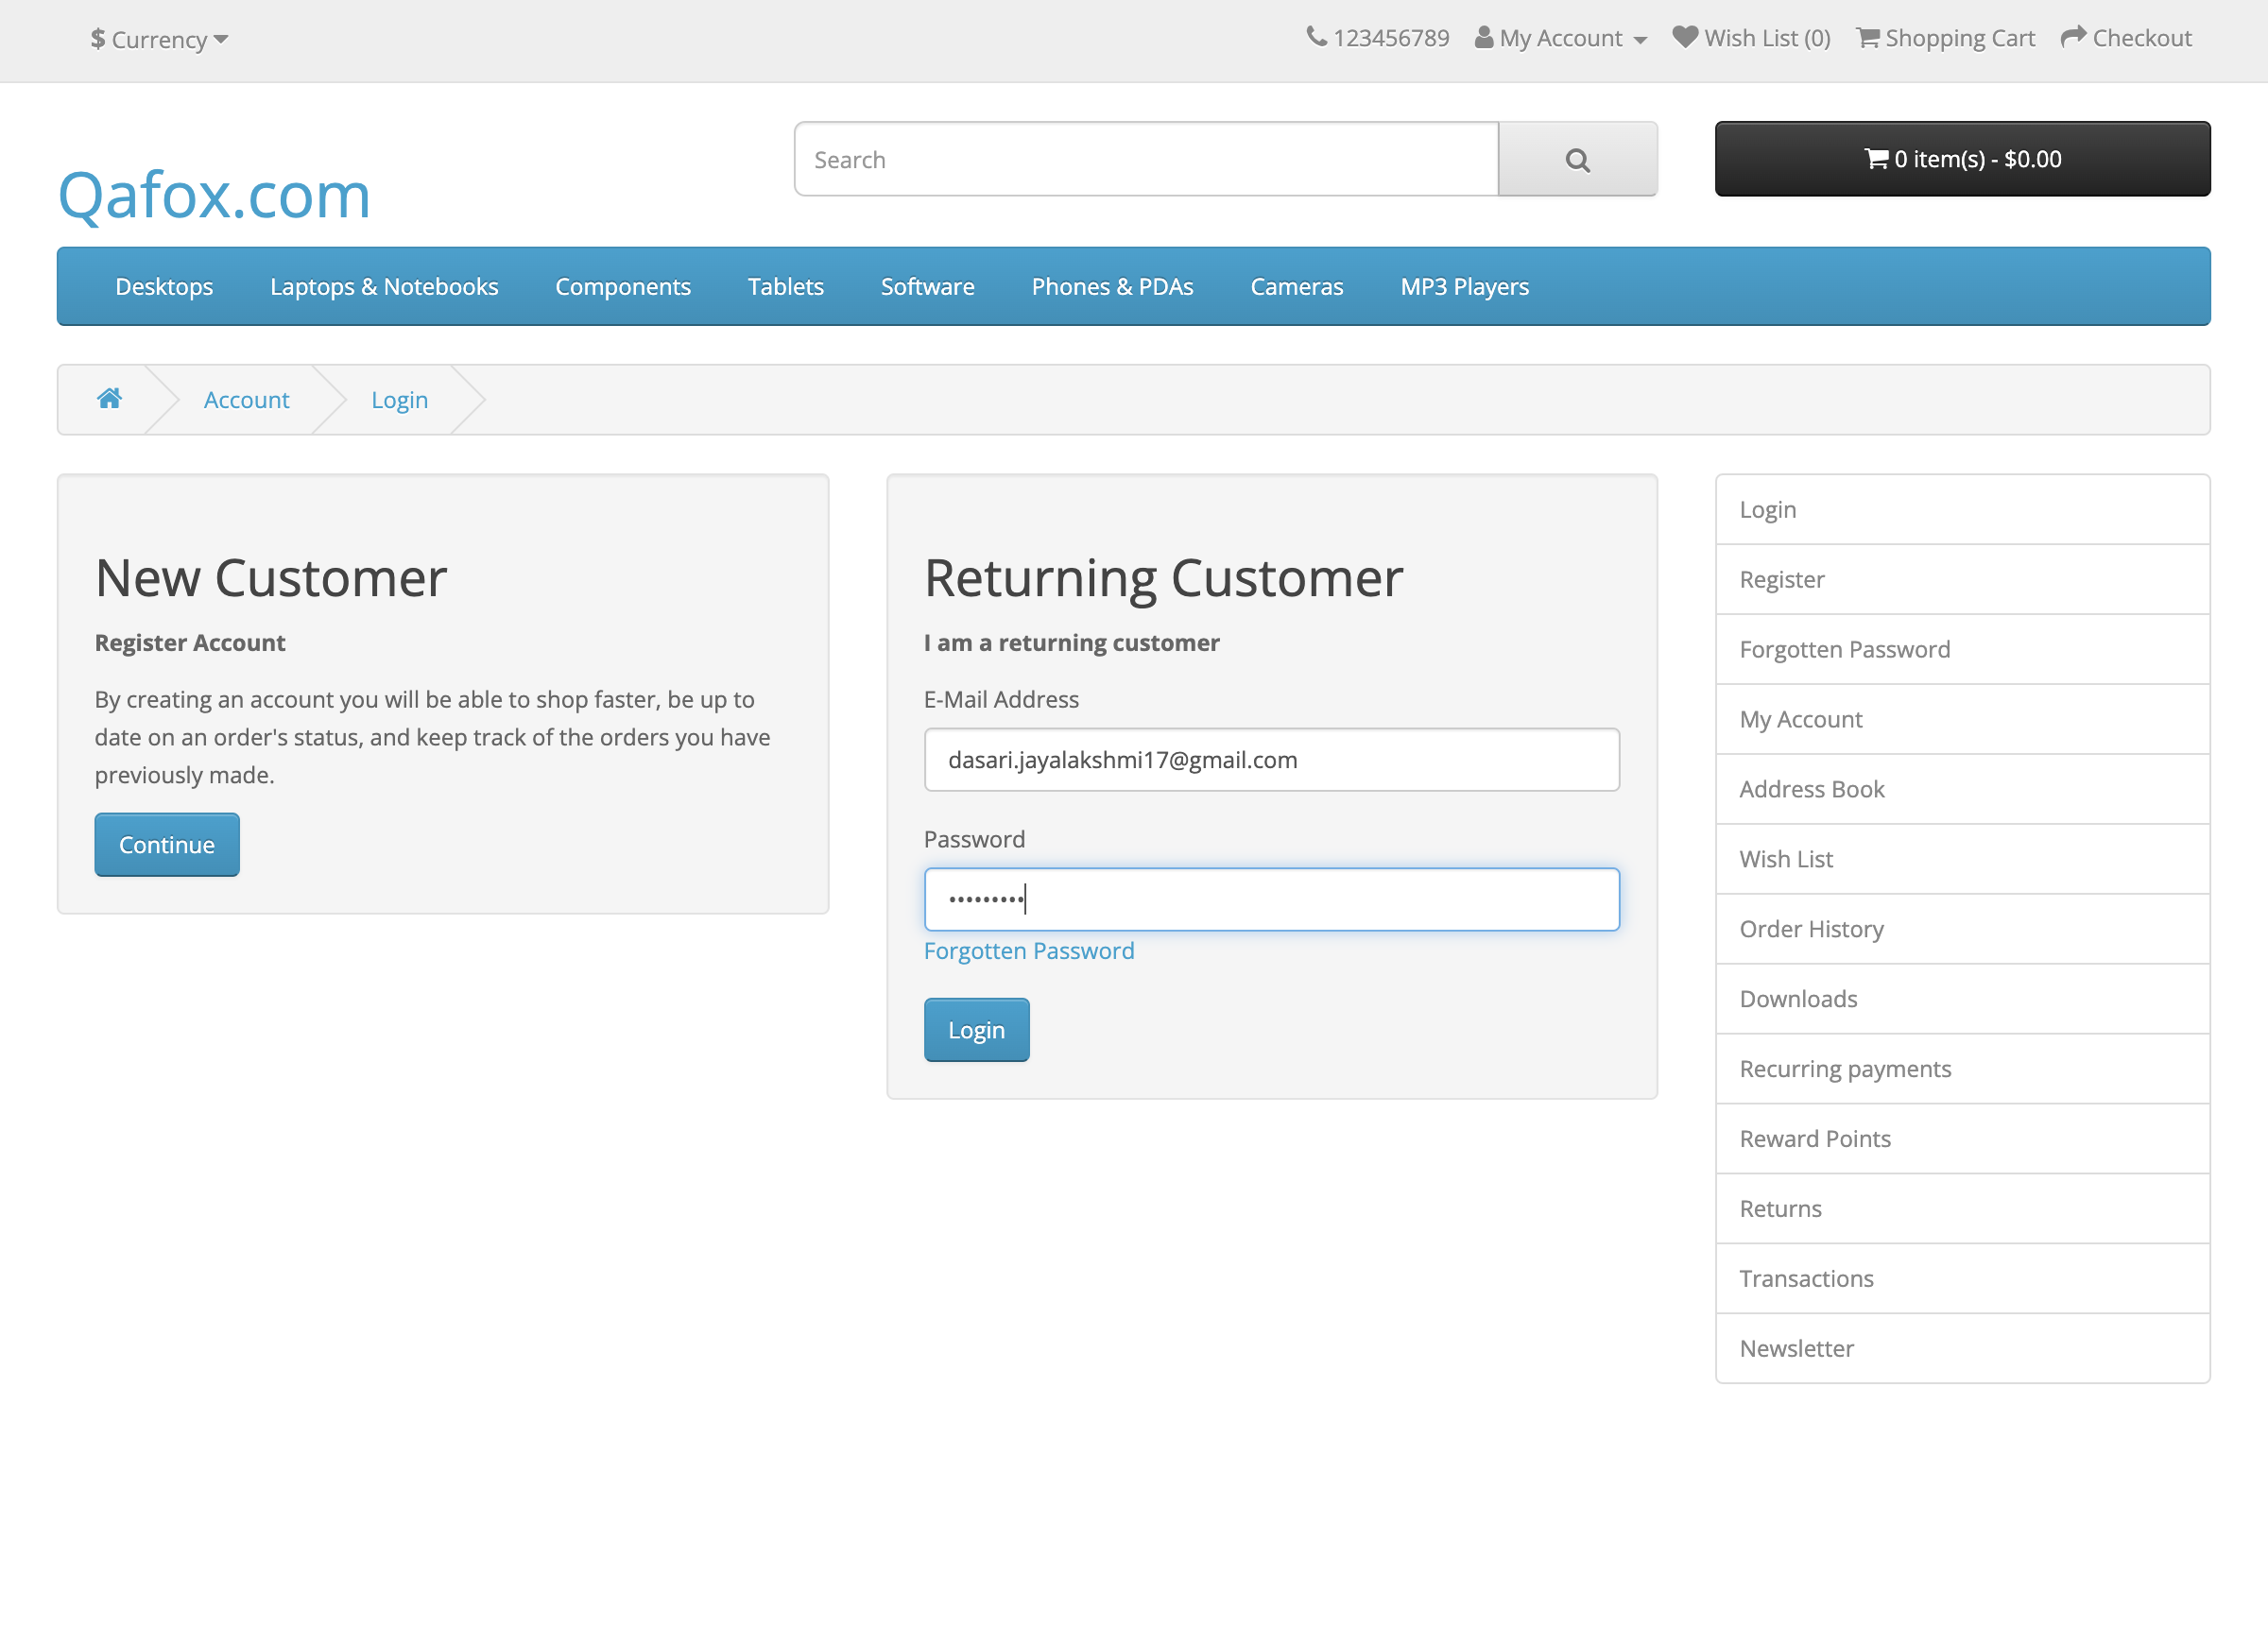 $ Currency
123456789 My Account Wish List (0) Shopping Cart Checkout
Qafox.com
Search
0 item(s) - $0.00
Desktops Laptops & Notebooks Components Tablets Software Phones & PDAs Cameras MP3 Players
Account Login
New Customer
Register Account
By creating an account you will be able to shop faster, be up to
date on an order's status, and keep track of the orders you have
previously made.
Continue
Returning Customer
I am a returning customer
E-Mail Address
dasari.jayalakshmi17@gmail.com
Password
•••••••••
Forgotten Password
Login
Login
Register
Forgotten Password
My Account
Address Book
Wish List
Order History
Downloads
Recurring payments
Reward Points
Returns
Transactions
Newsletter